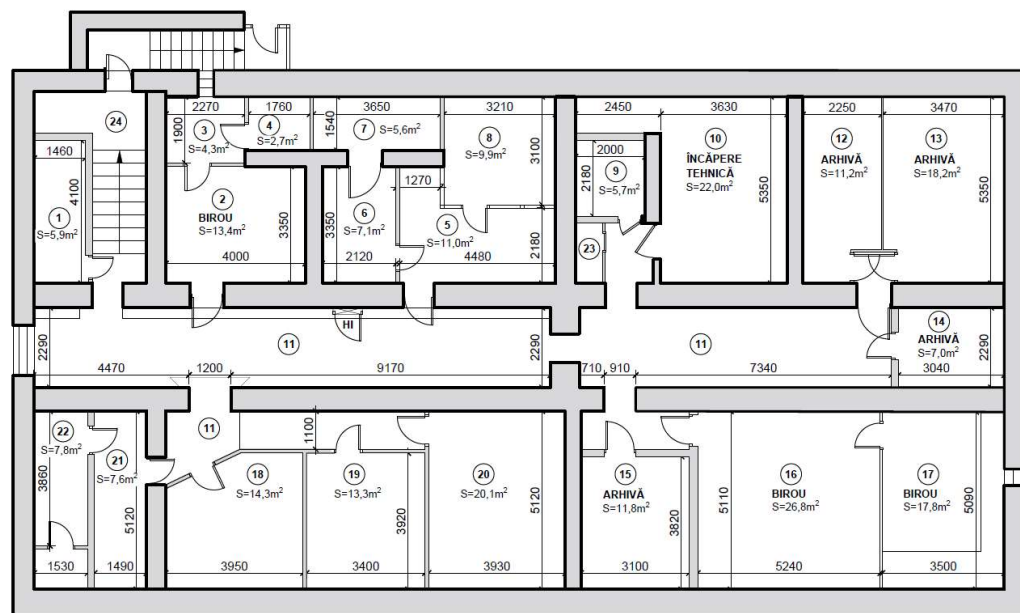 2270
1760
3650
3210
2450
3630
2250
3470
24
3
S=4,3m²
1900
4
S=2,7m²
1540
7
S=5,6m²
8
S=9,9m²
3100
10
ÎNCĂPERE
TEHNICĂ
S=22,0m²
5350
12
ARHIVĂ
S=11,2m²
13
ARHIVĂ
S=18,2m²
5350
1460
4100
1
S=5,9m²
2
BIROU
S=13,4m²
3350
4000
1270
6
S=7,1m²
3350
5
S=11,0m²
2120
4480
2180
2000
2180
9
S=5,7m²
23
HI
11
2290
2290
11
14
ARHIVĂ
S=7,0m²
2290
4470
1200
9170
710
910
7340
3040
22
S=7,8m²
3860
21
S=7,6m²
5120
11
1100
18
S=14,3m²
19
S=13,3m²
3920
20
S=20,1m²
5120
15
ARHIVĂ
S=11,8m²
3820
5110
16
BIROU
S=26,8m²
17
BIROU
S=17,8m²
5090
1530
1490
3950
3400
3930
3100
5240
3500